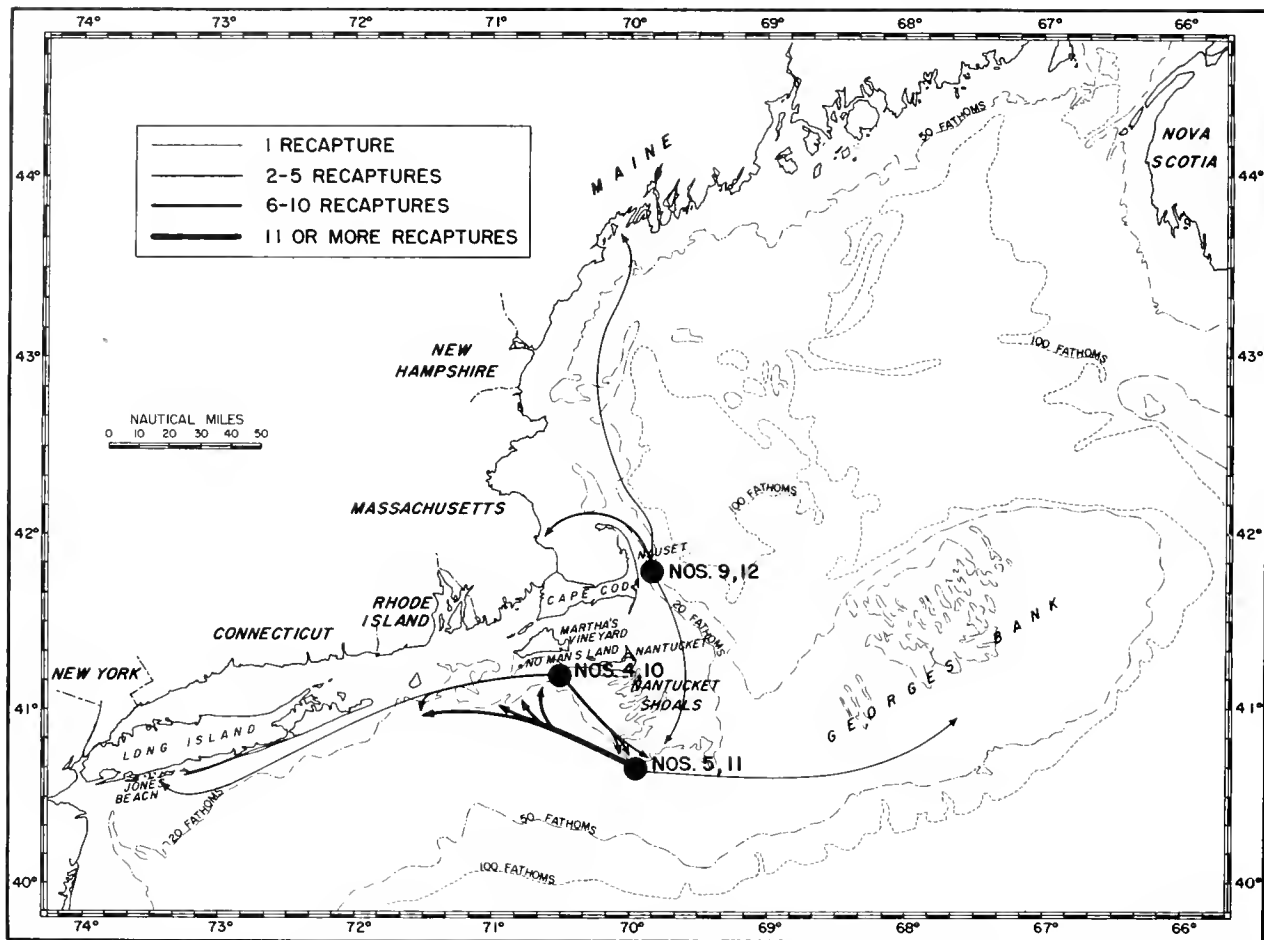 74° 73° 72° 71° 70° 69° 68° 67° 66°
1 RECAPTURE
2-5 RECAPTURES
6-10 RECAPTURES
11 OR MORE RECAPTURES
NAUTICAL MILES
0 10 20 30 40 50
44°
43°
42°
41°
40°
44°
43°
42°
41°
40°
MAINE
50 FATHOMS
NOVA
SCOTIA
NEW
HAMPSHIRE
100 FATHOMS
MASSACHUSETTS
100 FATHOMS
NAUSET
NOS. 9,12
CAPE COD
20 FATHOMS
RHODE
ISLAND
CONNECTICUT
MARTHA'S
VINEYARD
NO MANS LAND
NANTUCKET
NOS. 4,10
NANTUCKET
SHOALS
NEW YORK
GEORGES BANK
LONG ISLAND
NOS. 5,11
JONES
BEACH
20 FATHOMS
50 FATHOMS
100 FATHOMS
74° 73° 72° 71° 70° 69° 68° 67° 66°